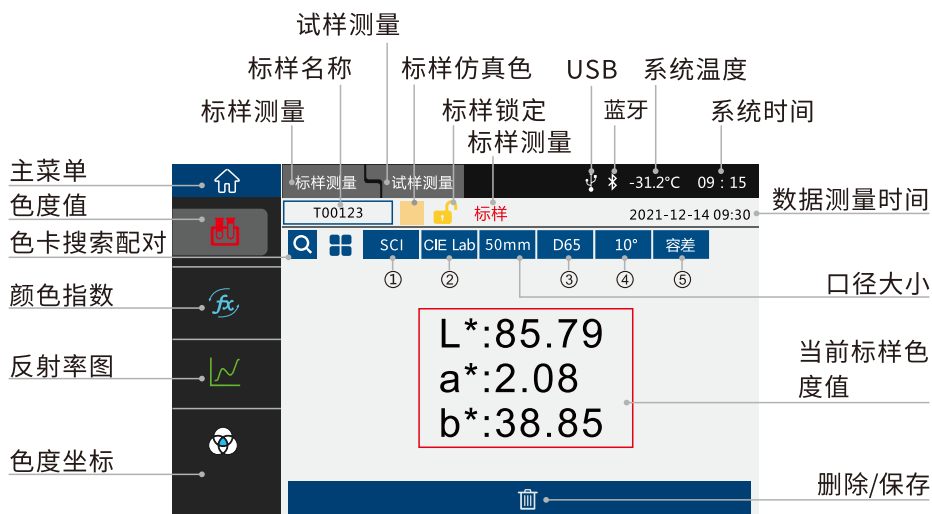 试样测量
标样名称
标样仿真色
USB
系统温度
标样测量
标样锁定
蓝牙
系统时间
标样测量
主菜单
标样测量
试样测量
-31.2°C
09 : 15
色度值
T00123
标样
2021-12-14 09:30
数据测量时间
色卡搜索配对
SCI
CIE Lab
50mm
D65
10°
容差
①
②
③
④
⑤
口径大小
颜色指数
fx
L*:85.79
a*:2.08
b*:38.85
当前标样色
度值
反射率图
色度坐标
删除/保存